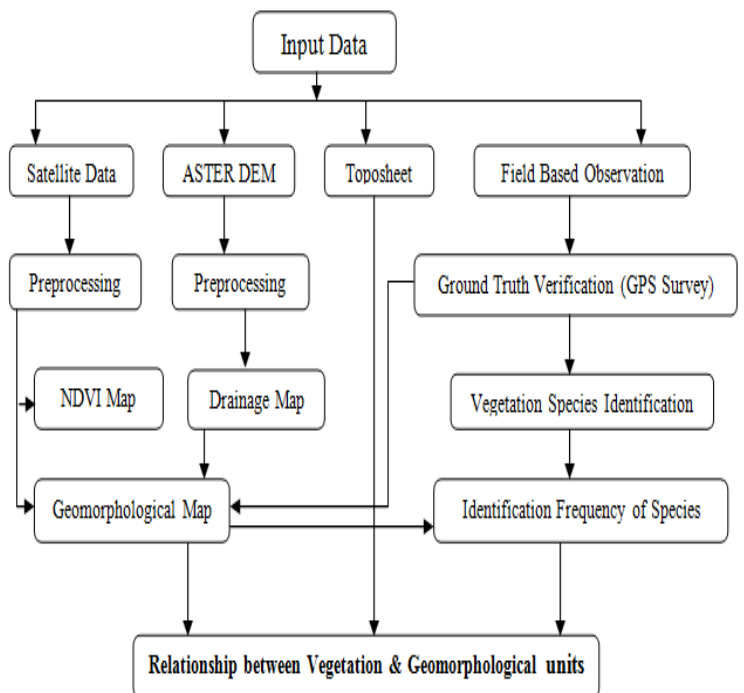 Input Data
Satellite Data
ASTER DEM
Toposheet
Field Based Observation
Preprocessing
Preprocessing
Ground Truth Verification (GPS Survey)
NDVI Map
Drainage Map
Vegetation Species Identification
Geomorphological Map
Identification Frequency of Species
Relationship between Vegetation & Geomorphological units